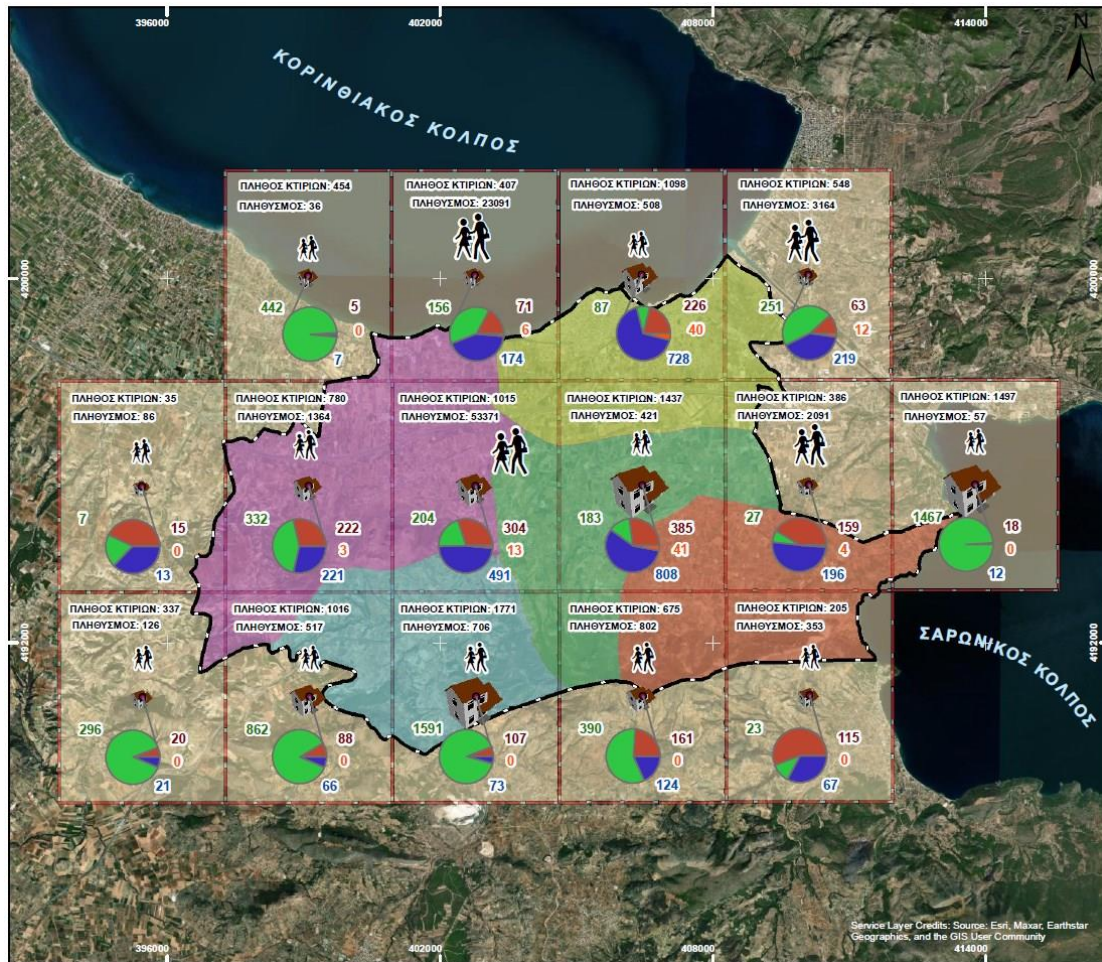 396000
402000
408000
414000
N
ΚΟΡΙΝΘΙΑΚΟΣ ΚΟΛΠΟΣ
ΠΛΗΘΟΣ ΚΤΙΡΙΩΝ: 454
ΠΛΗΘΥΣΜΟΣ: 36
442
5
0
7
ΠΛΗΘΟΣ ΚΤΙΡΙΩΝ: 407
ΠΛΗΘΥΣΜΟΣ: 23091
156
71
6
174
ΠΛΗΘΟΣ ΚΤΙΡΙΩΝ: 1098
ΠΛΗΘΥΣΜΟΣ: 508
87
226
40
728
ΠΛΗΘΟΣ ΚΤΙΡΙΩΝ: 548
ΠΛΗΘΥΣΜΟΣ: 3164
251
63
12
219
4200000
4200000
ΠΛΗΘΟΣ ΚΤΙΡΙΩΝ: 35
ΠΛΗΘΥΣΜΟΣ: 86
7
15
0
13
ΠΛΗΘΟΣ ΚΤΙΡΙΩΝ: 780
ΠΛΗΘΥΣΜΟΣ: 1364
332
222
3
221
ΠΛΗΘΟΣ ΚΤΙΡΙΩΝ: 1015
ΠΛΗΘΥΣΜΟΣ: 53371
204
304
13
491
ΠΛΗΘΟΣ ΚΤΙΡΙΩΝ: 1437
ΠΛΗΘΥΣΜΟΣ: 421
183
385
41
808
ΠΛΗΘΟΣ ΚΤΙΡΙΩΝ: 386
ΠΛΗΘΥΣΜΟΣ: 2091
27
159
4
196
ΠΛΗΘΟΣ ΚΤΙΡΙΩΝ: 1497
ΠΛΗΘΥΣΜΟΣ: 57
1467
18
0
12
ΠΛΗΘΟΣ ΚΤΙΡΙΩΝ: 337
ΠΛΗΘΥΣΜΟΣ: 126
296
20
0
21
ΠΛΗΘΟΣ ΚΤΙΡΙΩΝ: 1016
ΠΛΗΘΥΣΜΟΣ: 517
862
88
0
66
ΠΛΗΘΟΣ ΚΤΙΡΙΩΝ: 1771
ΠΛΗΘΥΣΜΟΣ: 706
1591
107
0
73
ΠΛΗΘΟΣ ΚΤΙΡΙΩΝ: 675
ΠΛΗΘΥΣΜΟΣ: 802
390
161
0
124
ΠΛΗΘΟΣ ΚΤΙΡΙΩΝ: 205
ΠΛΗΘΥΣΜΟΣ: 353
23
115
0
67
4192000
4192000
ΣΑΡΩΝΙΚΟΣ ΚΟΛΠΟΣ
Service Layer Credits: Source: Esri, Maxar, Earthstar
Geographics, and the GIS User Community
396000
402000
408000
414000